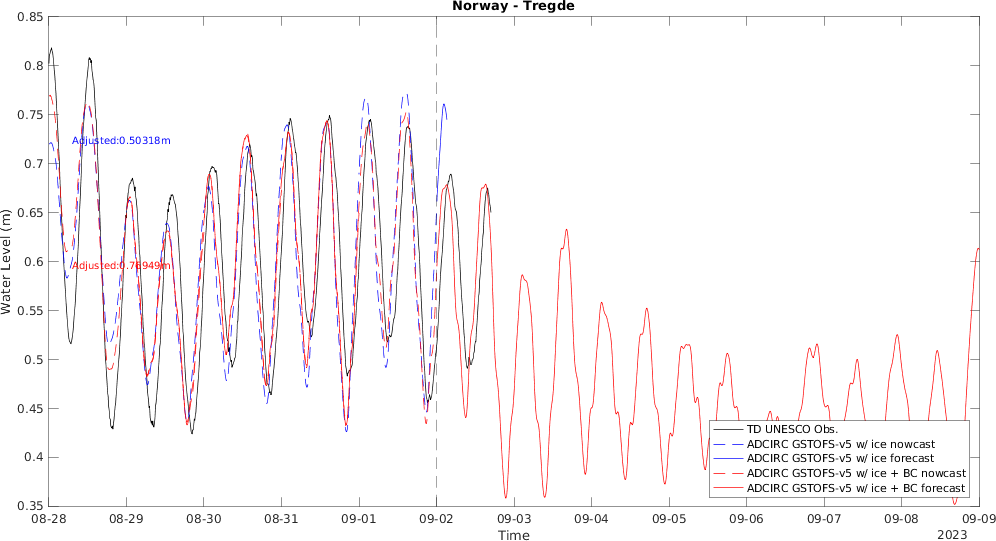 Norway - Tregde
0.85
0.8
0.75
0.7
0.65
0.6
0.55
0.5
0.45
0.4
0.35
Water Level (m)
Adjusted:0.50318m
Adjusted:0.76949m
TD UNESCO Obs.
ADCIRC GSTOFS-v5 w/ ice nowcast
ADCIRC GSTOFS-v5 w/ ice forecast
ADCIRC GSTOFS-v5 w/ ice + BC nowcast
ADCIRC GSTOFS-v5 w/ ice + BC forecast
08-28 08-29 08-30 08-31 09-01 09-02 09-03 09-04 09-05 09-06 09-07 09-08 09-09
Time
2023